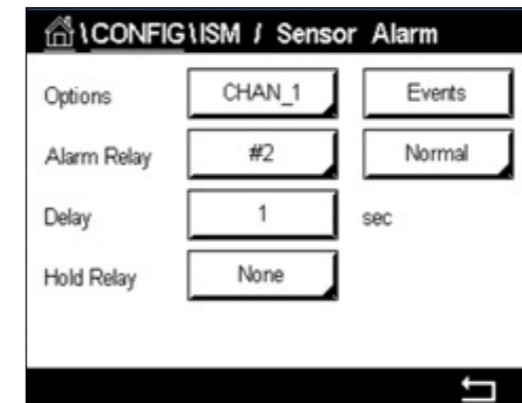 \CONFIG\ISM / Sensor Alarm
Options CHAN_1 Events
Alarm Relay #2 Normal
Delay 1 sec
Hold Relay None